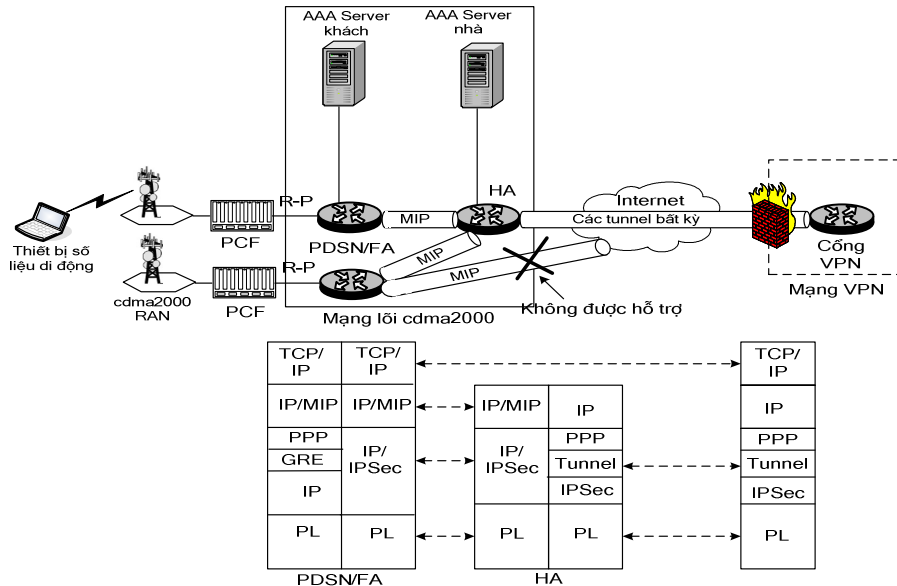 AAA Server
khách
AAA Server
nhà
HA
Internet
R-P
MIP
Các tunnel bất kỳ
PCF
PDSN/FA
Thiết bị số
liệu di động
MIP
Cổng
VPN
R-P
MIP
Mạng VPN
cdma2000
RAN
PCF
Mạng lõi cdma2000
Không được hỗ trợ
TCP/
IP
TCP/
IP
TCP/
IP
IP/MIP
IP/MIP
IP/MIP
IP
IP
PPP
GRE
IP
IP/
IPSec
IP/
IPSec
PPP
Tunnel
IPSec
PPP
Tunnel
IPSec
PL
PL
PL
PL
PL
PDSN/FA
HA